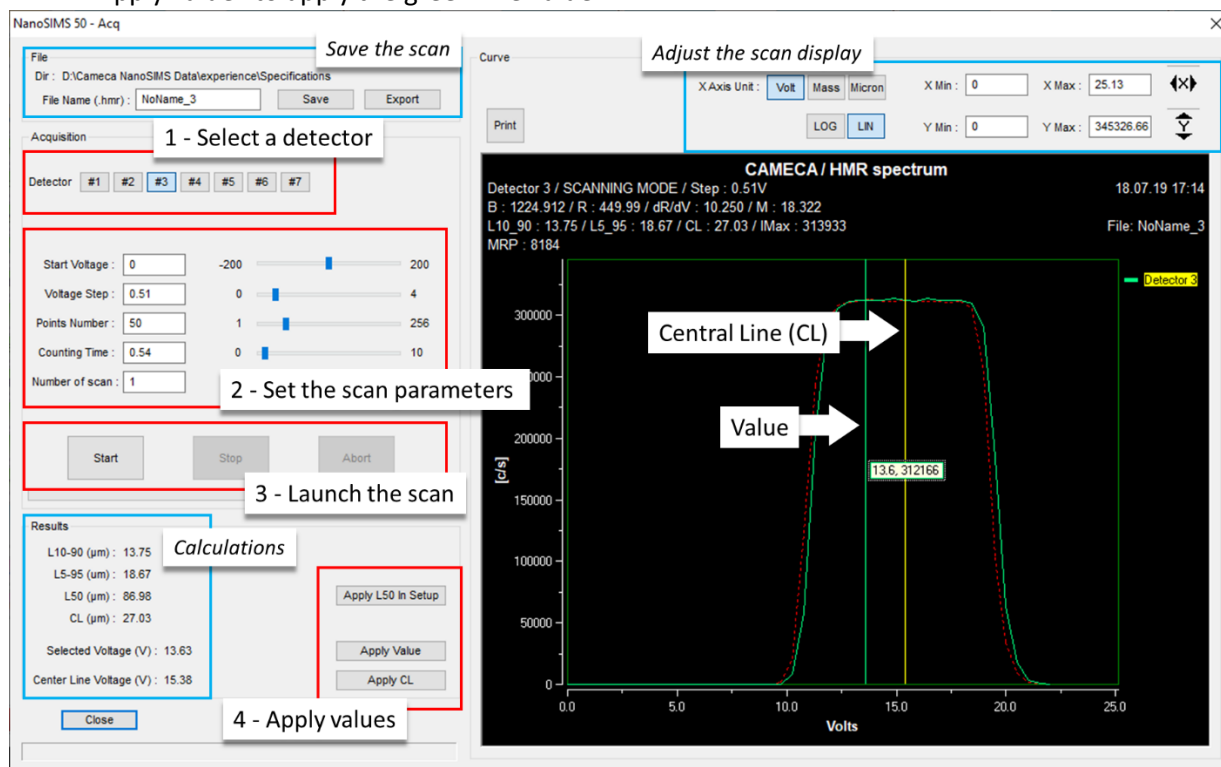 NanoSIMS 50 - Acq
File
Save the scan
Dir : D:\Cameca NanoSIMS Data\experience\Specifications
File Name (.hmr) : NoName_3 Save Export
Curve
Adjust the scan display
X Axis Unit : Volt Mass Micron X Min : 0 X Max : 25.13 X
Print LOG LIN Y Min : 0 Y Max : 345326.66 Y
Acquisition
1 - Select a detector
Detector #1 #2 #3 #4 #5 #6 #7
Start Voltage : 0 -200 200
Voltage Step : 0.51 0 4
Points Number : 50 1 256
Counting Time : 0.54 0 10
Number of scan : 1
2 - Set the scan parameters
Start Stop Abort
3 - Launch the scan
Results
Calculations
L10-90 (µm) : 13.75
L5-95 (um) : 18.67
L50 (µm) : 86.98
CL (µm) : 27.03
Selected Voltage (V) : 13.63
Center Line Voltage (V) : 15.38
Apply L50 In Setup
Apply Value
Apply CL
4 - Apply values
Close
CAMECA / HMR spectrum
Detector 3 / SCANNING MODE / Step : 0.51V 18.07.19 17:14
B : 1224.912 / R : 449.99 / dR/dV : 10.250 / M : 18.322
L10_90 : 13.75 / L5_95 : 18.67 / CL : 27.03 / IMax : 313933 File: NoName_3
MRP : 8184
Detector 3
300000
Central Line (CL)
Value
200000
[c/s]
13.6, 312166
150000
100000
50000
0
0.0 5.0 10.0 15.0 20.0 25.0
Volts